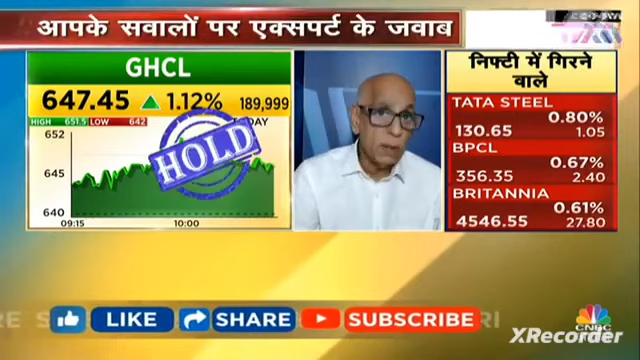 आपके सवालों पर एक्सपर्ट के जवाब
GHCL
647.45 1.12% 189,999
HIGH 651.5 LOW 642
652
645
640
09:15 10:00
HOLD
निफ्टी में गिरने
वाले
TATA STEEL
0.80%
130.65 1.05
BPCL
0.67%
356.35 2.40
BRITANNIA
0.61%
4546.55 27.80
LIKE SHARE SUBSCRIBE
CNBC
XRecorder